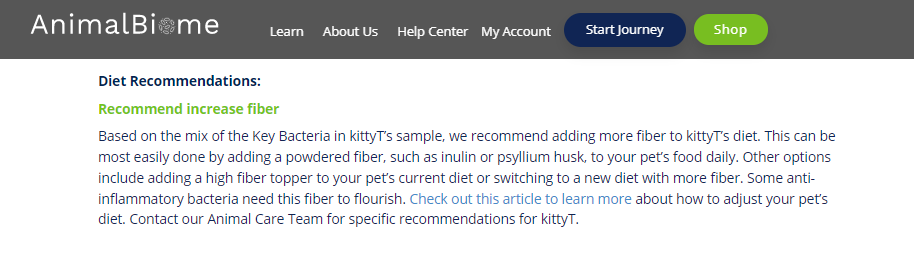 AnimalBiome
Learn About Us Help Center My Account Start Journey Shop
Diet Recommendations:
Recommend increase fiber
Based on the mix of the Key Bacteria in kittyT's sample, we recommend adding more fiber to kittyT's diet. This can be
most easily done by adding a powdered fiber, such as inulin or psyllium husk, to your pet's food daily. Other options
include adding a high fiber topper to your pet's current diet or switching to a new diet with more fiber. Some anti-
inflammatory bacteria need this fiber to flourish. Check out this article to learn more about how to adjust your pet's
diet. Contact our Animal Care Team for specific recommendations for kittyT.